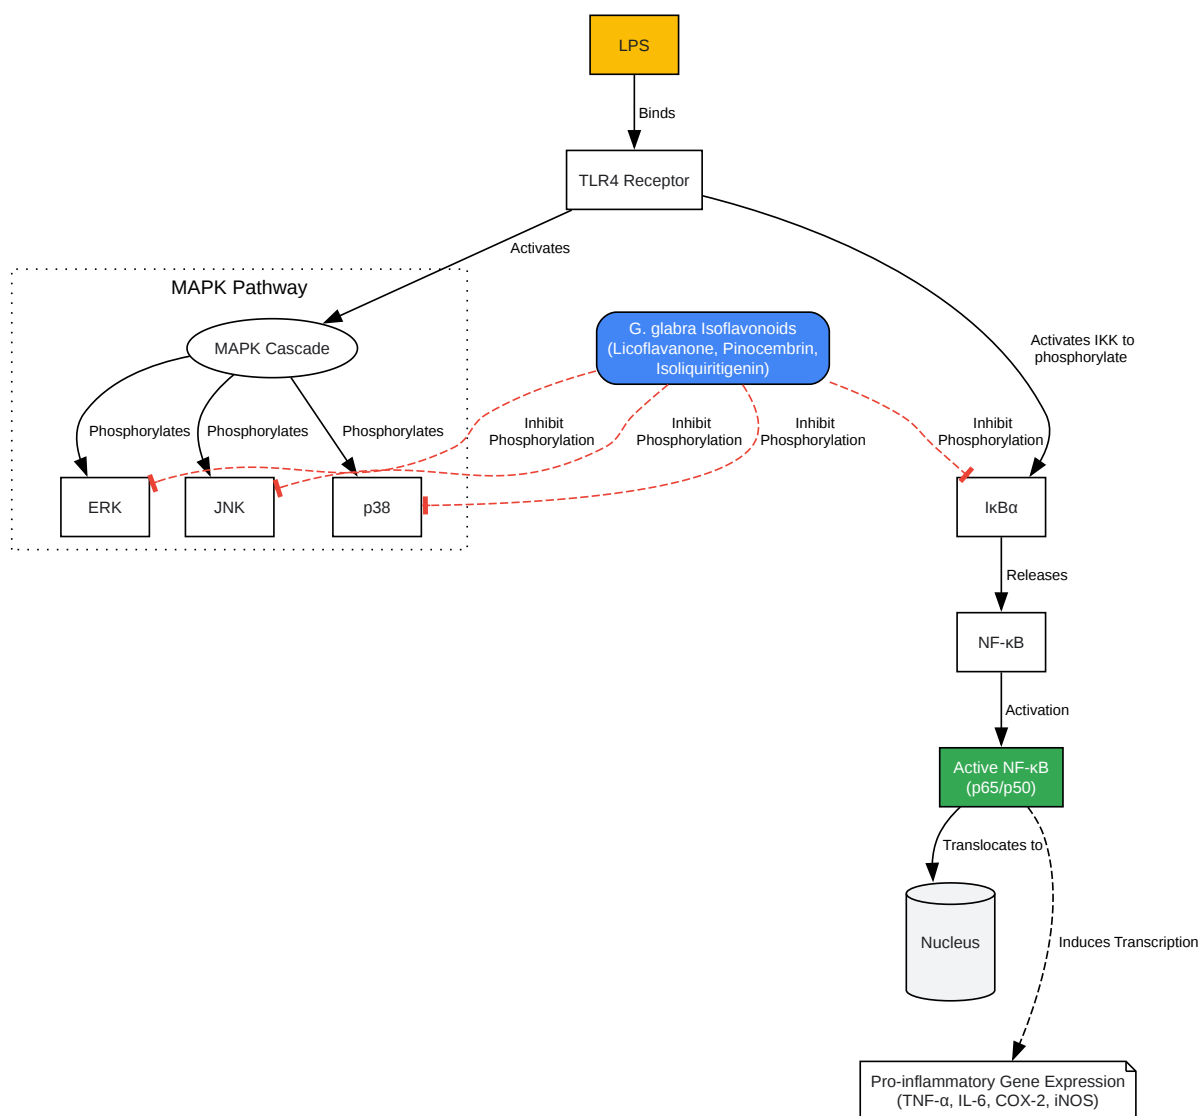 LPS
Binds
TLR4 Receptor
Activates
MAPK Pathway
G. glabra Isoflavonoids
(Licoflavanone, Pinocembrin,
Isoliquiritigenin)
MAPK Cascade
Activates IKK to
phosphorylate
Phosphorylates
Phosphorylates
Phosphorylates
Inhibit
Phosphorylation
Inhibit
Phosphorylation
Inhibit
Phosphorylation
Inhibit
Phosphorylation
ERK
JNK
p38
IκBα
Releases
NF-κB
Activation
Active NF-κB
(p65/p50)
Translocates to
Nucleus
Induces Transcription
Pro-inflammatory Gene Expression
(TNF-α, IL-6, COX-2, iNOS)